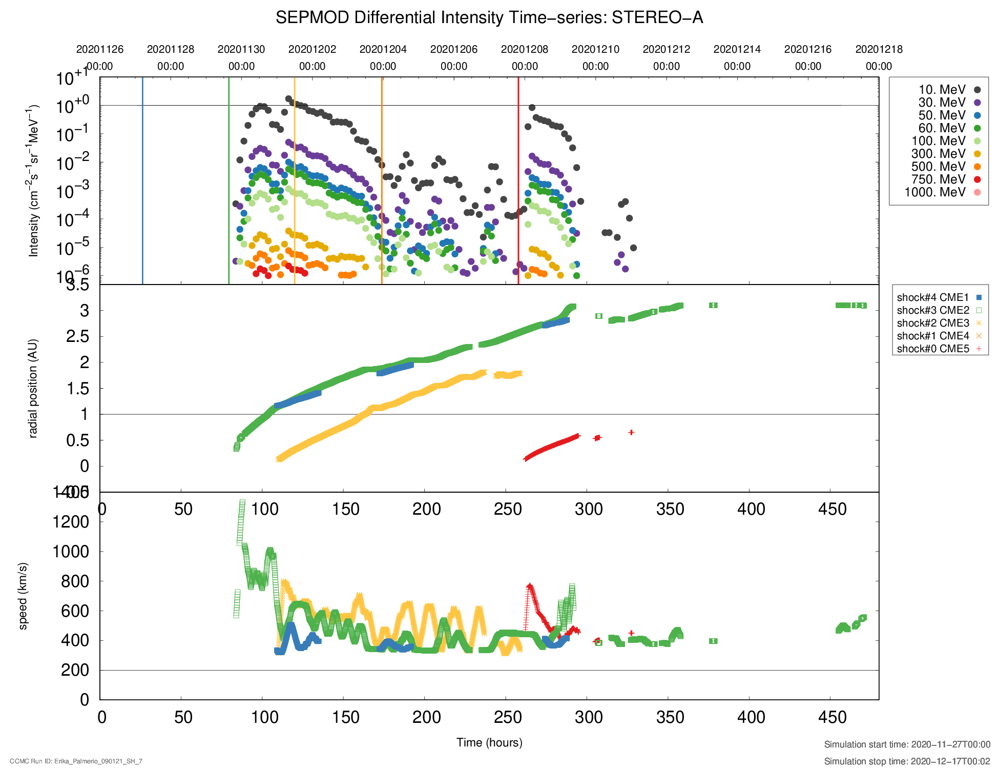 SEPMOD Differential Intensity Time−series: STEREO−A
20201126 20201128 20201130 20201202 20201204 20201206 20201208 20201210 20201212 20201214 20201216 20201218
00:00 00:00 00:00 00:00 00:00 00:00 00:00 00:00 00:00 00:00 00:00 00:00
10+1
10+0
10−1
10−2
10−3
10−4
10−5
10−6
Intensity (cm−2s−1sr−1MeV−1)
10. MeV
30. MeV
50. MeV
60. MeV
100. MeV
300. MeV
500. MeV
750. MeV
1000. MeV
3.5
3
2.5
2
1.5
1
0.5
0
−0.5
radial position (AU)
shock#4 CME1
shock#3 CME2
shock#2 CME3
shock#1 CME4
shock#0 CME5
0 50 100 150 200 250 300 350 400 450
1400
1200
1000
800
600
400
200
0
speed (km/s)
0 50 100 150 200 250 300 350 400 450
Time (hours)
Simulation start time: 2020−11−27T00:00
CCMC Run ID: Erika_Palmerio_090121_SH_7
Simulation stop time: 2020−12−17T00:02